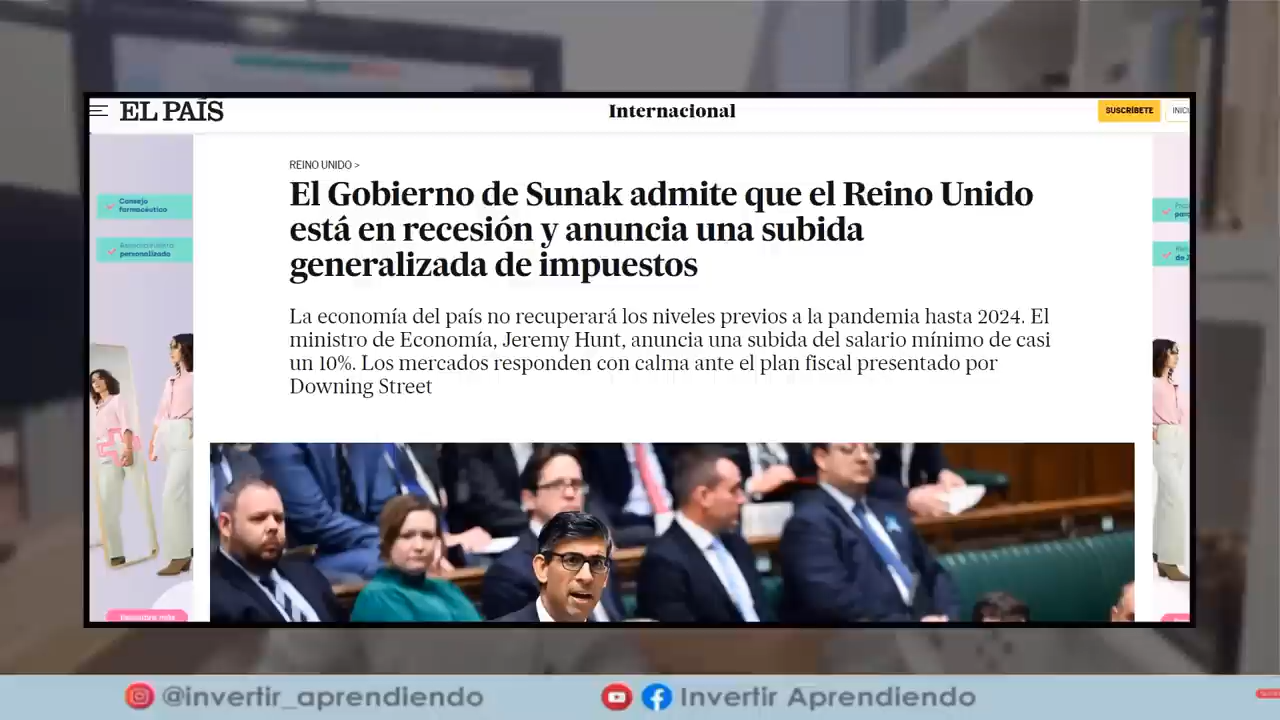 EL PAÍS
Internacional
SUSCRÍBETE
INICI
REINO UNIDO >
El Gobierno de Sunak admite que el Reino Unido
está en recesión y anuncia una subida
generalizada de impuestos
La economía del país no recuperará los niveles previos a la pandemia hasta 2024. El
ministro de Economía, Jeremy Hunt, anuncia una subida del salario mínimo de casi
un 10%. Los mercados responden con calma ante el plan fiscal presentado por
Downing Street
Consejo
farmacéutico
personalizado
@invertir_aprendiendo
Invertir Aprendiendo